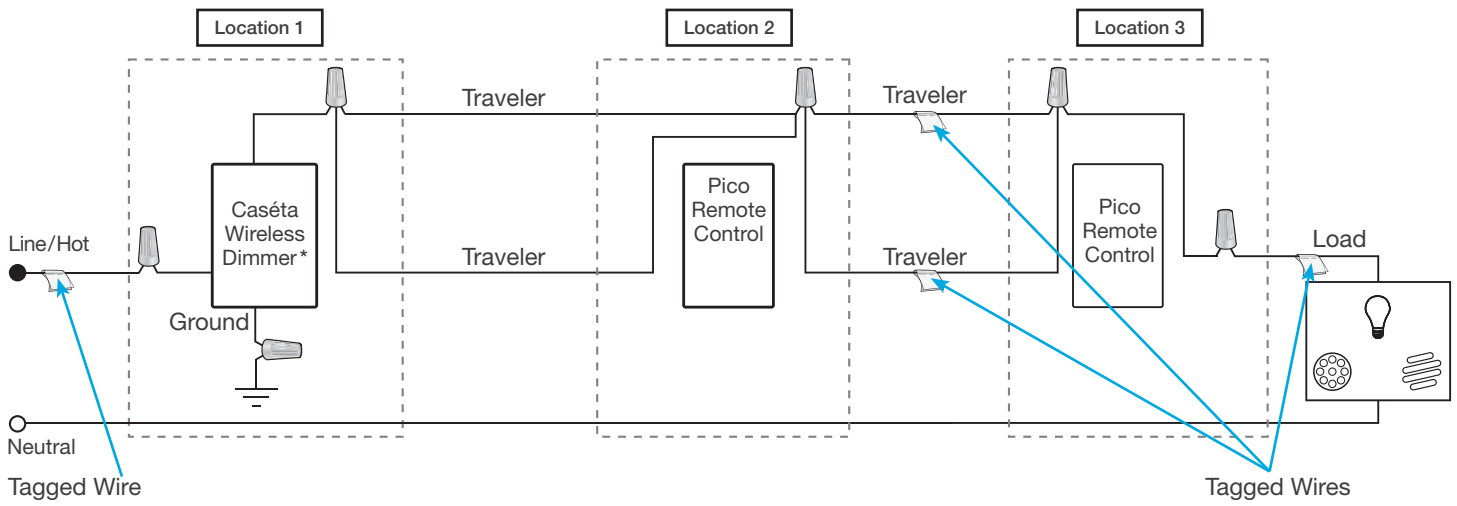 Location 1
Location 2
Location 3
Traveler
Traveler
Line/Hot
Caséta
Wireless
Dimmer*
Pico
Remote
Control
Pico
Remote
Control
Traveler
Traveler
Load
Ground
Neutral
Tagged Wire
Tagged Wires